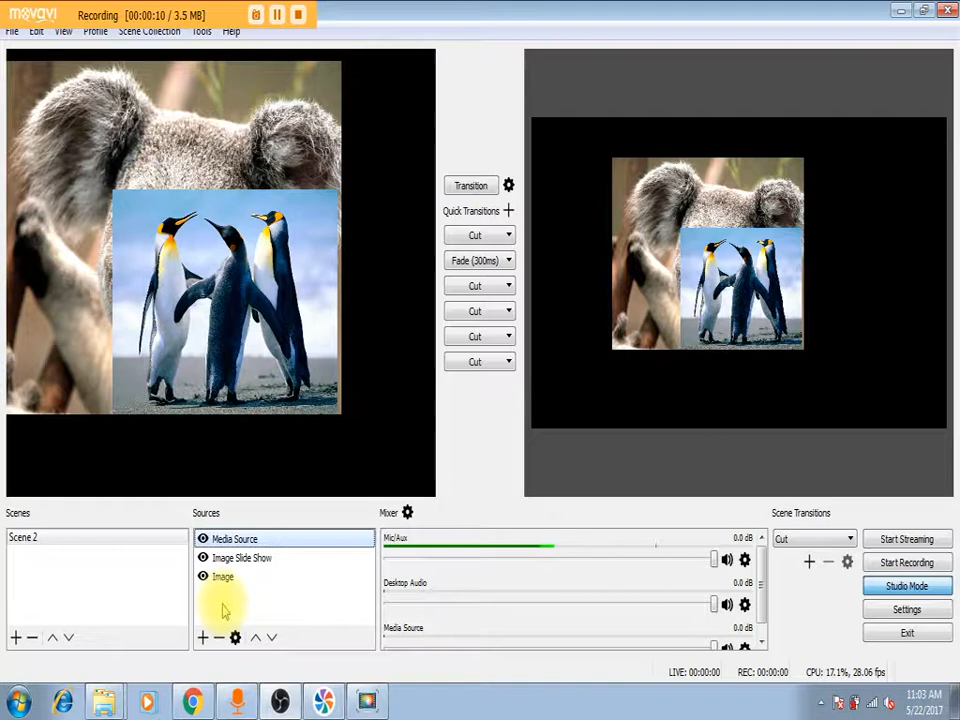 movavi
Recording [00:00:10 / 3.5 MB]
File Edit View Profile Scene Collection Tools Help
Transition
Quick Transitions
Cut
Fade (300ms)
Cut
Cut
Cut
Cut
Scenes
Scene 2
Sources
Media Source
Image Slide Show
Image
Mixer
Mic/Aux 0.0 dB
Desktop Audio 0.0 dB
Media Source 0.0 dB
Scene Transitions
Cut
Start Streaming
Start Recording
Studio Mode
Settings
Exit
LIVE: 00:00:00 REC: 00:00:00 CPU: 17.1%, 28.06 fps
11:03 AM
5/22/2017